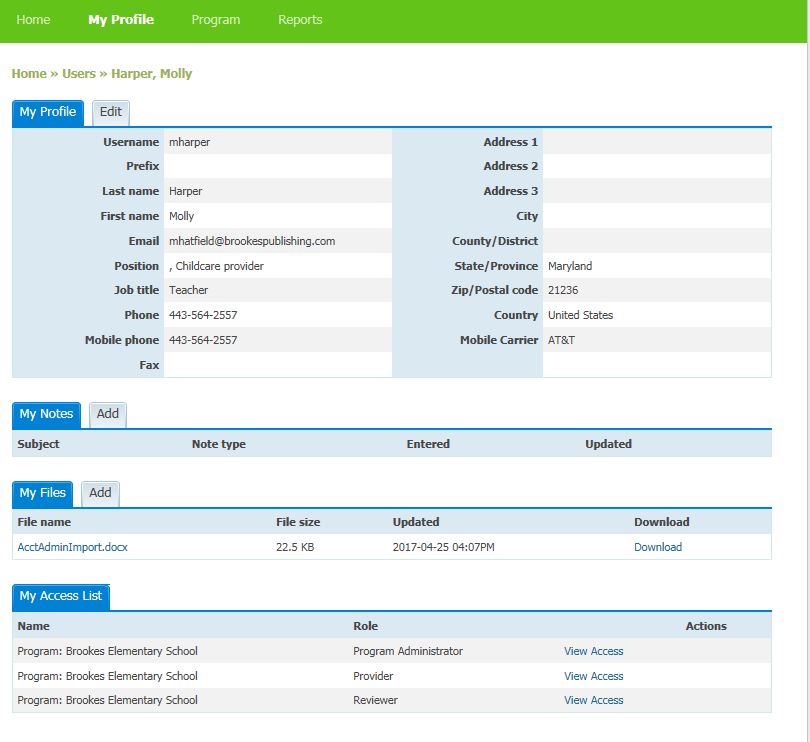 Home My Profile Program Reports
Home » Users » Harper, Molly
My Profile Edit
Username mharper Address 1
Prefix Address 2
Last name Harper Address 3
First name Molly City
Email mhatfield@brookespublishing.com County/District
Position , Childcare provider State/Province Maryland
Job title Teacher Zip/Postal code 21236
Phone 443-564-2557 Country United States
Mobile phone 443-564-2557 Mobile Carrier AT&T
Fax
My Notes Add
Subject Note type Entered Updated
My Files Add
File name File size Updated Download
AcctAdminImport.docx 22.5 KB 2017-04-25 04:07PM Download
My Access List
Name Role Actions
Program: Brookes Elementary School Program Administrator View Access
Program: Brookes Elementary School Provider View Access
Program: Brookes Elementary School Reviewer View Access